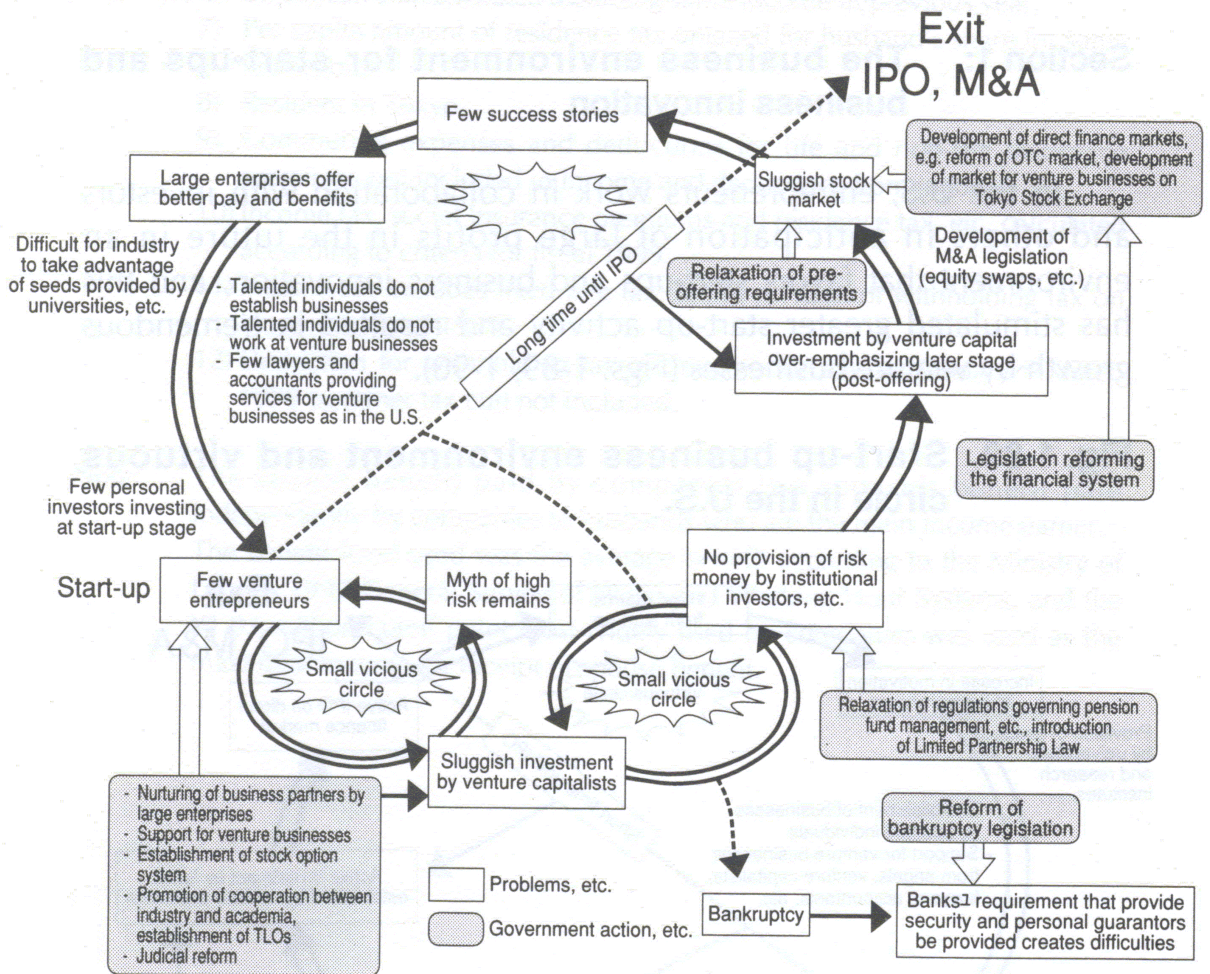 Exit
IPO, M&A
Few success stories
Large enterprises offer
better pay and benefits
Sluggish stock
market
Development of direct finance markets,
e.g. reform of OTC market, development
of market for venture businesses on
Tokyo Stock Exchange
Difficult for industry
to take advantage
of seeds provided by
universities, etc.
- Talented individuals do not
establish businesses
- Talented individuals do not
work at venture businesses
- Few lawyers and
accountants providing
services for venture
businesses as in the U.S.
Long time until IPO
Relaxation of pre-
offering requirements
Development of
M&A legislation
(equity swaps, etc.)
Investment by venture capital
over-emphasizing later stage
(post-offering)
Legislation reforming
the financial system
Few personal
investors investing
at start-up stage
Start-up
Few venture
entrepreneurs
Myth of high
risk remains
No provision of risk
money by institutional
investors, etc.
Small vicious
circle
Small vicious
circle
Relaxation of regulations governing pension
fund management, etc., introduction
of Limited Partnership Law
Sluggish investment
by venture capitalists
- Nurturing of business partners by
large enterprises
- Support for venture businesses
- Establishment of stock option
system
- Promotion of cooperation between
industry and academia,
establishment of TLOs
- Judicial reform
Problems, etc.
Government action, etc.
Reform of
bankruptcy legislation
Bankruptcy
Banks¹ requirement that provide
security and personal guarantors
be provided creates difficulties